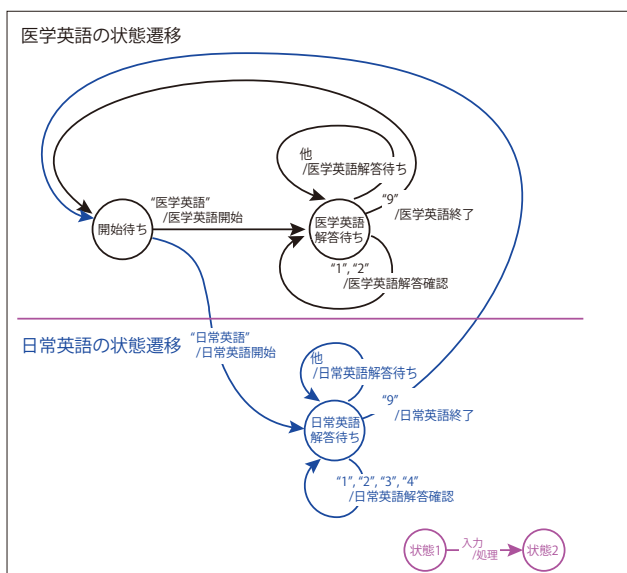 医学英語の状態遷移
他
/医学英語解答待ち
“医学英語”
/医学英語開始
“9”
/医学英語終了
開始待ち
医学英語
解答待ち
“1”, “2”
/医学英語解答確認
日常英語の状態遷移
“日常英語”
/日常英語開始
他
/日常英語解答待ち
“9”
/日常英語終了
日常英語
解答待ち
“1”, “2”, “3”, “4”
/日常英語解答確認
状態1
入力
/処理
状態2